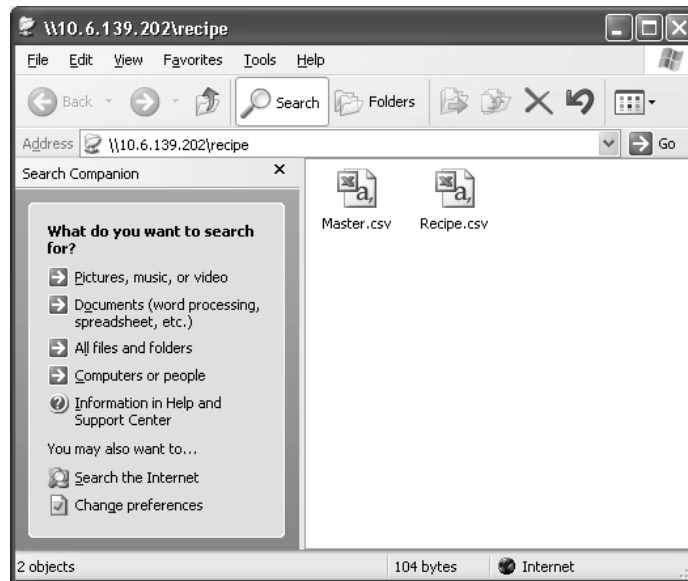 \\10.6.139.202\recipe
File Edit View Favorites Tools Help
Back Search Folders
Address \\10.6.139.202\recipe Go
Search Companion
What do you want to search
for?
Pictures, music, or video
Documents (word processing,
spreadsheet, etc.)
All files and folders
Computers or people
Information in Help and
Support Center
You may also want to...
Search the Internet
Change preferences
Master.csv Recipe.csv
2 objects 104 bytes Internet